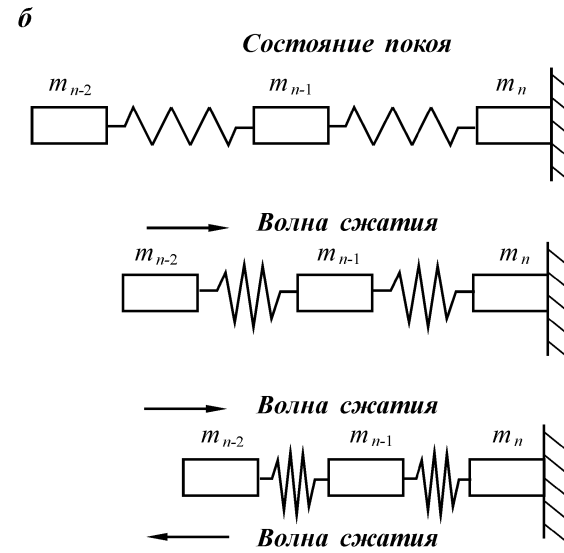 б
Состояние покоя
m n-2 m n-1 m n
Волна сжатия
m n-2 m n-1 m n
Волна сжатия
m n-2 m n-1 m n
Волна сжатия